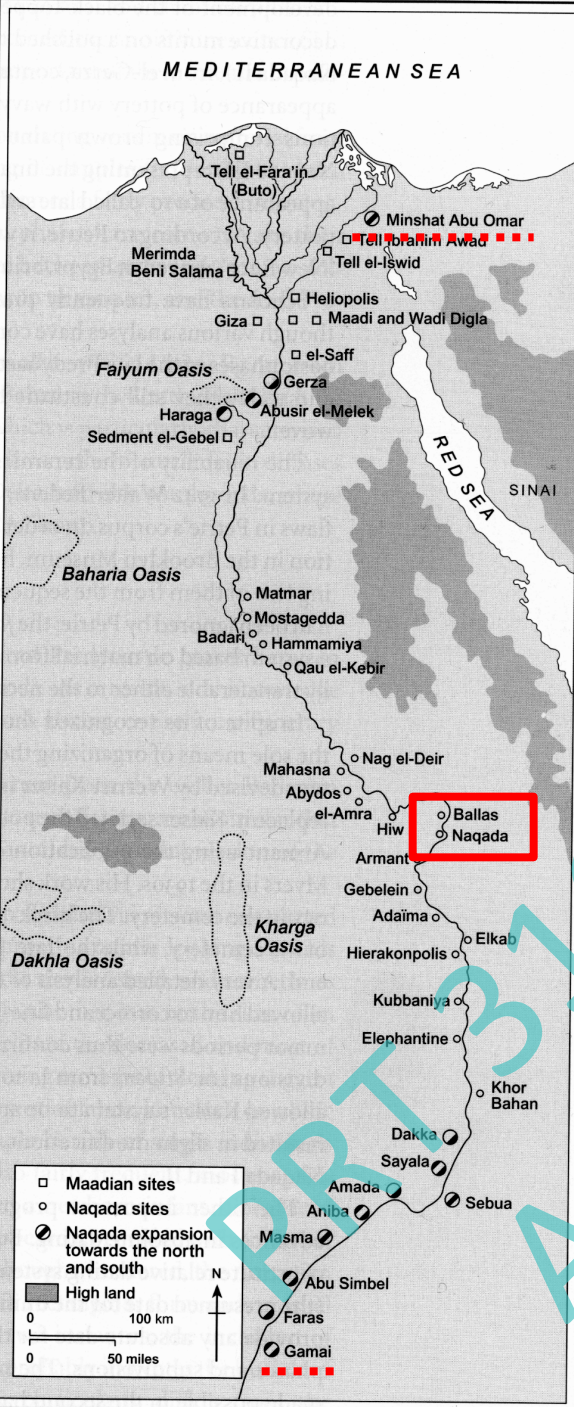 MEDITERRANEAN SEA
Tell el-Fara'in
(Buto)
Minshat Abu Omar
Tell Ibrahim Awad
Tell el-Iswid
Merimda
Beni Salama
Heliopolis
Giza
Maadi and Wadi Digla
el-Saff
Faiyum Oasis
Gerza
Abusir el-Melek
Haraga
Sedment el-Gebel
RED SEA
SINAI
Baharia Oasis
Matmar
Mostagedda
Badari
Hammamiya
Qau el-Kebir
Nag el-Deir
Mahasna
Abydos
el-Amra
Hiw
Ballas
Naqada
Armant
Gebelein
Adaïma
Kharga
Oasis
Dakhla Oasis
Elkab
Hierakonpolis
Kubbaniya
Elephantine
Khor
Bahan
Dakka
Sayala
Amada
Sebua
Aniba
Masma
Abu Simbel
Faras
Gamai
Maadian sites
Naqada sites
Naqada expansion
towards the north
and south
High land
N
0 100 km
0 50 miles
PRT 31
A